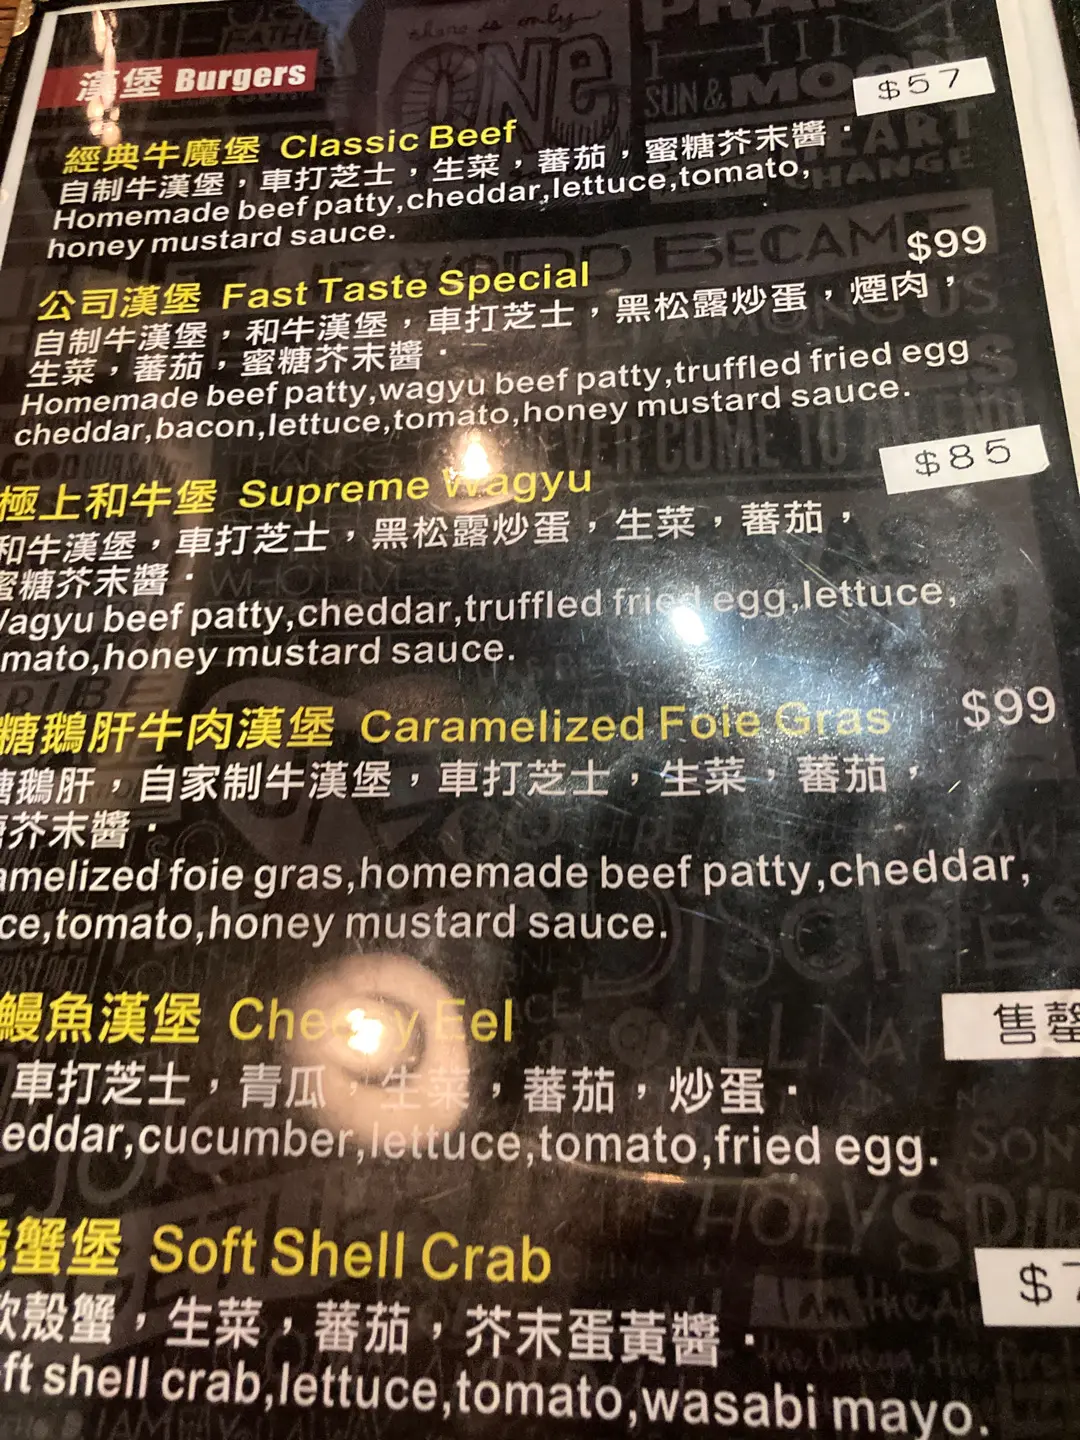 漢堡 Burgers
$57
經典牛魔堡 Classic Beef
自制牛漢堡，車打芝士，生菜，蕃茄，蜜糖芥末醬．
Homemade beef patty,cheddar,lettuce,tomato,
honey mustard sauce.
$99
公司漢堡 Fast Taste Special
自制牛漢堡，和牛漢堡，車打芝士，黑松露炒蛋，煙肉，
生菜，蕃茄，蜜糖芥末醬．
Homemade beef patty,wagyu beef patty,truffled fried egg
cheddar,bacon,lettuce,tomato,honey mustard sauce.
$85
極上和牛堡 Supreme Wagyu
和牛漢堡，車打芝士，黑松露炒蛋，生菜，蕃茄，
蜜糖芥末醬．
agyu beef patty,cheddar,truffled fried egg,lettuce,
mato,honey mustard sauce.
糖鵝肝牛肉漢堡 Caramelized Foie Gras $99
糖鵝肝，自家制牛漢堡，車打芝士，生菜，蕃茄，
芥末醬．
amelized foie gras,homemade beef patty,cheddar,
ce,tomato,honey mustard sauce.
鰻魚漢堡 Cheesy Eel
售罄
車打芝士，青瓜，生菜，蕃茄，炒蛋．
eddar,cucumber,lettuce,tomato,fried egg.
蟹堡 Soft Shell Crab
$7
軟殼蟹，生菜，蕃茄，芥末蛋黃醬．
ft shell crab,lettuce,tomato,wasabi mayo.